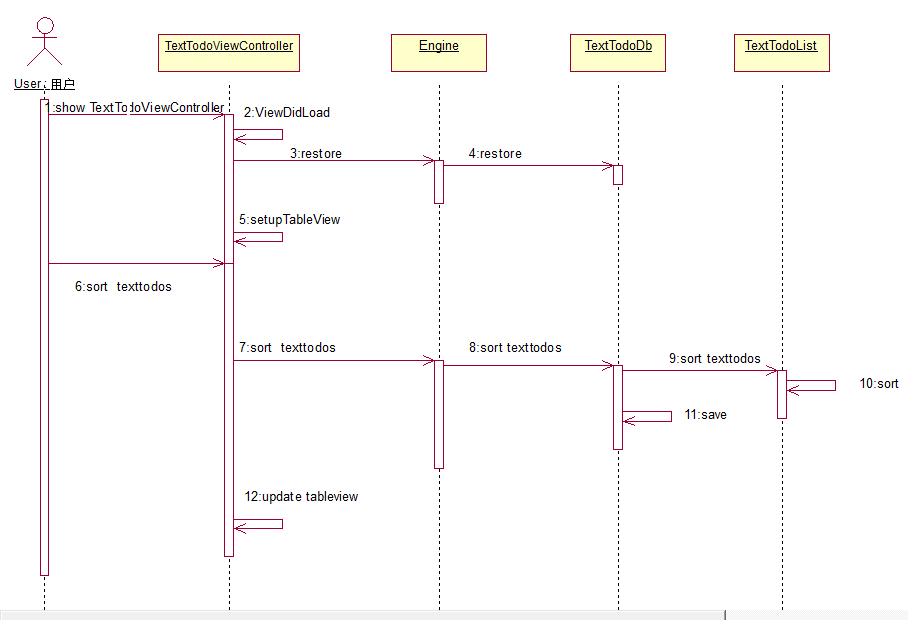 TextTodoViewController
Engine
TextTodoDb
TextTodoList
User : 用户
1:show TextTodoViewController
2:ViewDidLoad
3:restore
4:restore
5:setupTableView
6:sort texttodos
7:sort texttodos
8:sort texttodos
9:sort texttodos
10:sort
11:save
12:update tableview